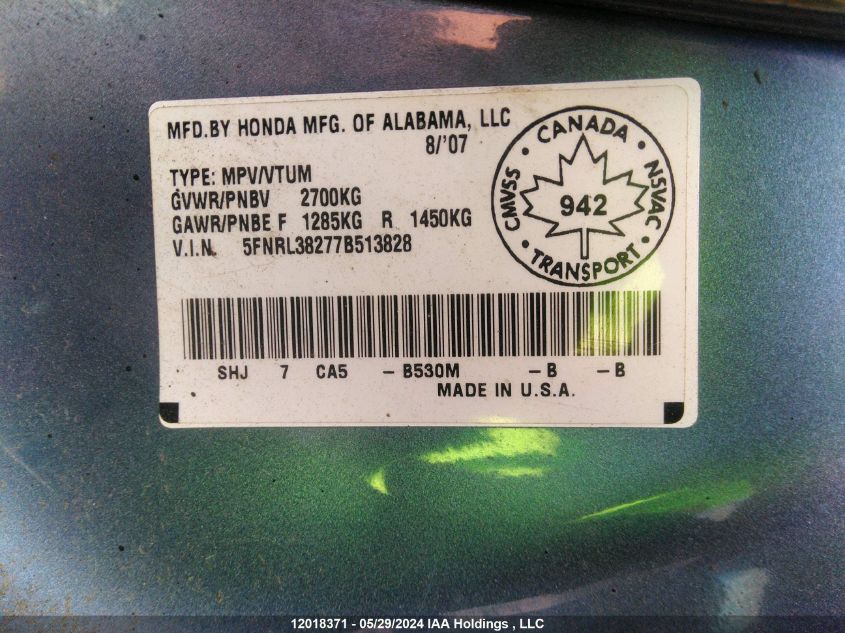 MFD.BY HONDA MFG. OF ALABAMA, LLC
8/'07
TYPE: MPV/VTUM
GVWR/PNBV 2700KG
GAWR/PNBE F 1285KG R 1450KG
V.I.N. 5FNRL38277B513828
CANADA
CMVSS
942
NSVAC
TRANSPORT
SHJ 7 CA5 -B530M -B -B
MADE IN U.S.A.
12018371 - 05/29/2024 IAA Holdings , LLC